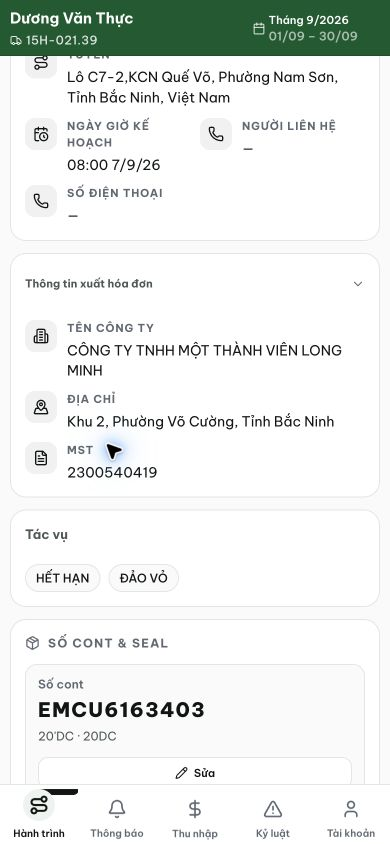 Dương Văn Thực
15H-021.39
Tháng 9/2026
01/09 – 30/09
Lô C7-2,KCN Quế Võ, Phường Nam Sơn,
Tỉnh Bắc Ninh, Việt Nam
NGÀY GIỜ KẾ
HOẠCH
08:00 7/9/26
NGƯỜI LIÊN HỆ
–
SỐ ĐIỆN THOẠI
–
Thông tin xuất hóa đơn
TÊN CÔNG TY
CÔNG TY TNHH MỘT THÀNH VIÊN LONG
MINH
ĐỊA CHỈ
Khu 2, Phường Võ Cường, Tỉnh Bắc Ninh
MST
2300540419
Tác vụ
HẾT HẠN
ĐẢO VỎ
SỐ CONT & SEAL
Số cont
EMCU6163403
20'DC · 20DC
Sửa
Hành trình
Thông báo
Thu nhập
Kỷ luật
Tài khoản